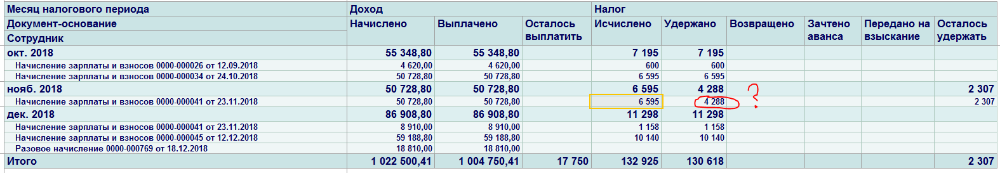 Месяц налогового периода Доход Налог
Документ-основание Начислено Выплачено Осталось выплатить Исчислено Удержано Возвращено Зачтено аванса Передано на взыскание Осталось удержать
Сотрудник
окт. 2018 55 348,80 55 348,80 7 195 7 195
Начисление зарплаты и взносов 0000-000026 от 12.09.2018 4 620,00 4 620,00 600 600
Начисление зарплаты и взносов 0000-000034 от 24.10.2018 50 728,80 50 728,80 6 595 6 595
нояб. 2018 50 728,80 50 728,80 6 595 4 288 ? 2 307
Начисление зарплаты и взносов 0000-000041 от 23.11.2018 50 728,80 50 728,80 6 595 4 288 2 307
дек. 2018 86 908,80 86 908,80 11 298 11 298
Начисление зарплаты и взносов 0000-000041 от 23.11.2018 8 910,00 8 910,00 1 158 1 158
Начисление зарплаты и взносов 0000-000045 от 12.12.2018 59 188,80 59 188,80 10 140 10 140
Разовое начисление 0000-000769 от 18.12.2018 18 810,00 18 810,00
Итого 1 022 500,41 1 004 750,41 17 750 132 925 130 618 2 307